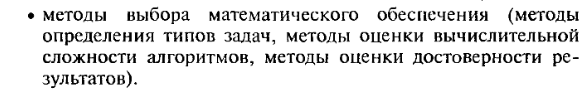 • методы выбора математического обеспечения (методы
определения типов задач, методы оценки вычислительной
сложности алгоритмов, методы оценки достоверности ре-
зультатов).